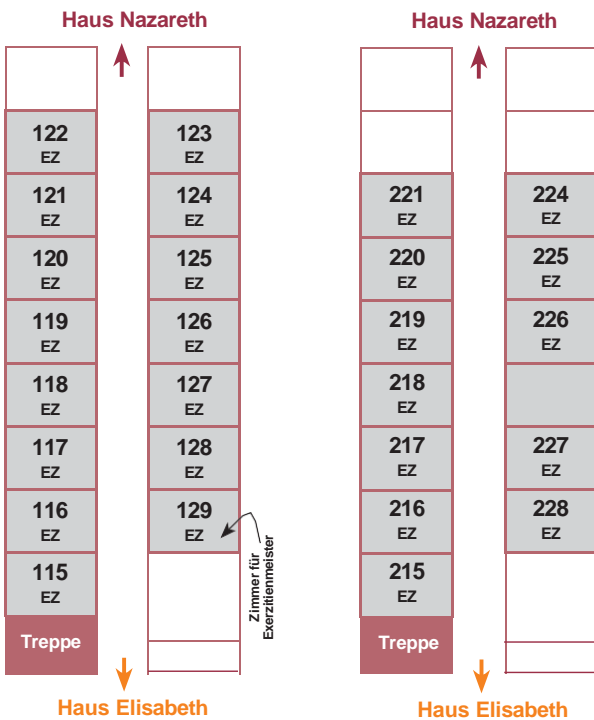 Haus Nazareth
122
EZ
121
EZ
120
EZ
119
EZ
118
EZ
117
EZ
116
EZ
115
EZ
Treppe
123
EZ
124
EZ
125
EZ
126
EZ
127
EZ
128
EZ
129
EZ
Zimmer für
Exerzitienmeister
Haus Elisabeth
Haus Nazareth
221
EZ
220
EZ
219
EZ
218
EZ
217
EZ
216
EZ
215
EZ
Treppe
224
EZ
225
EZ
226
EZ
227
EZ
228
EZ
Haus Elisabeth